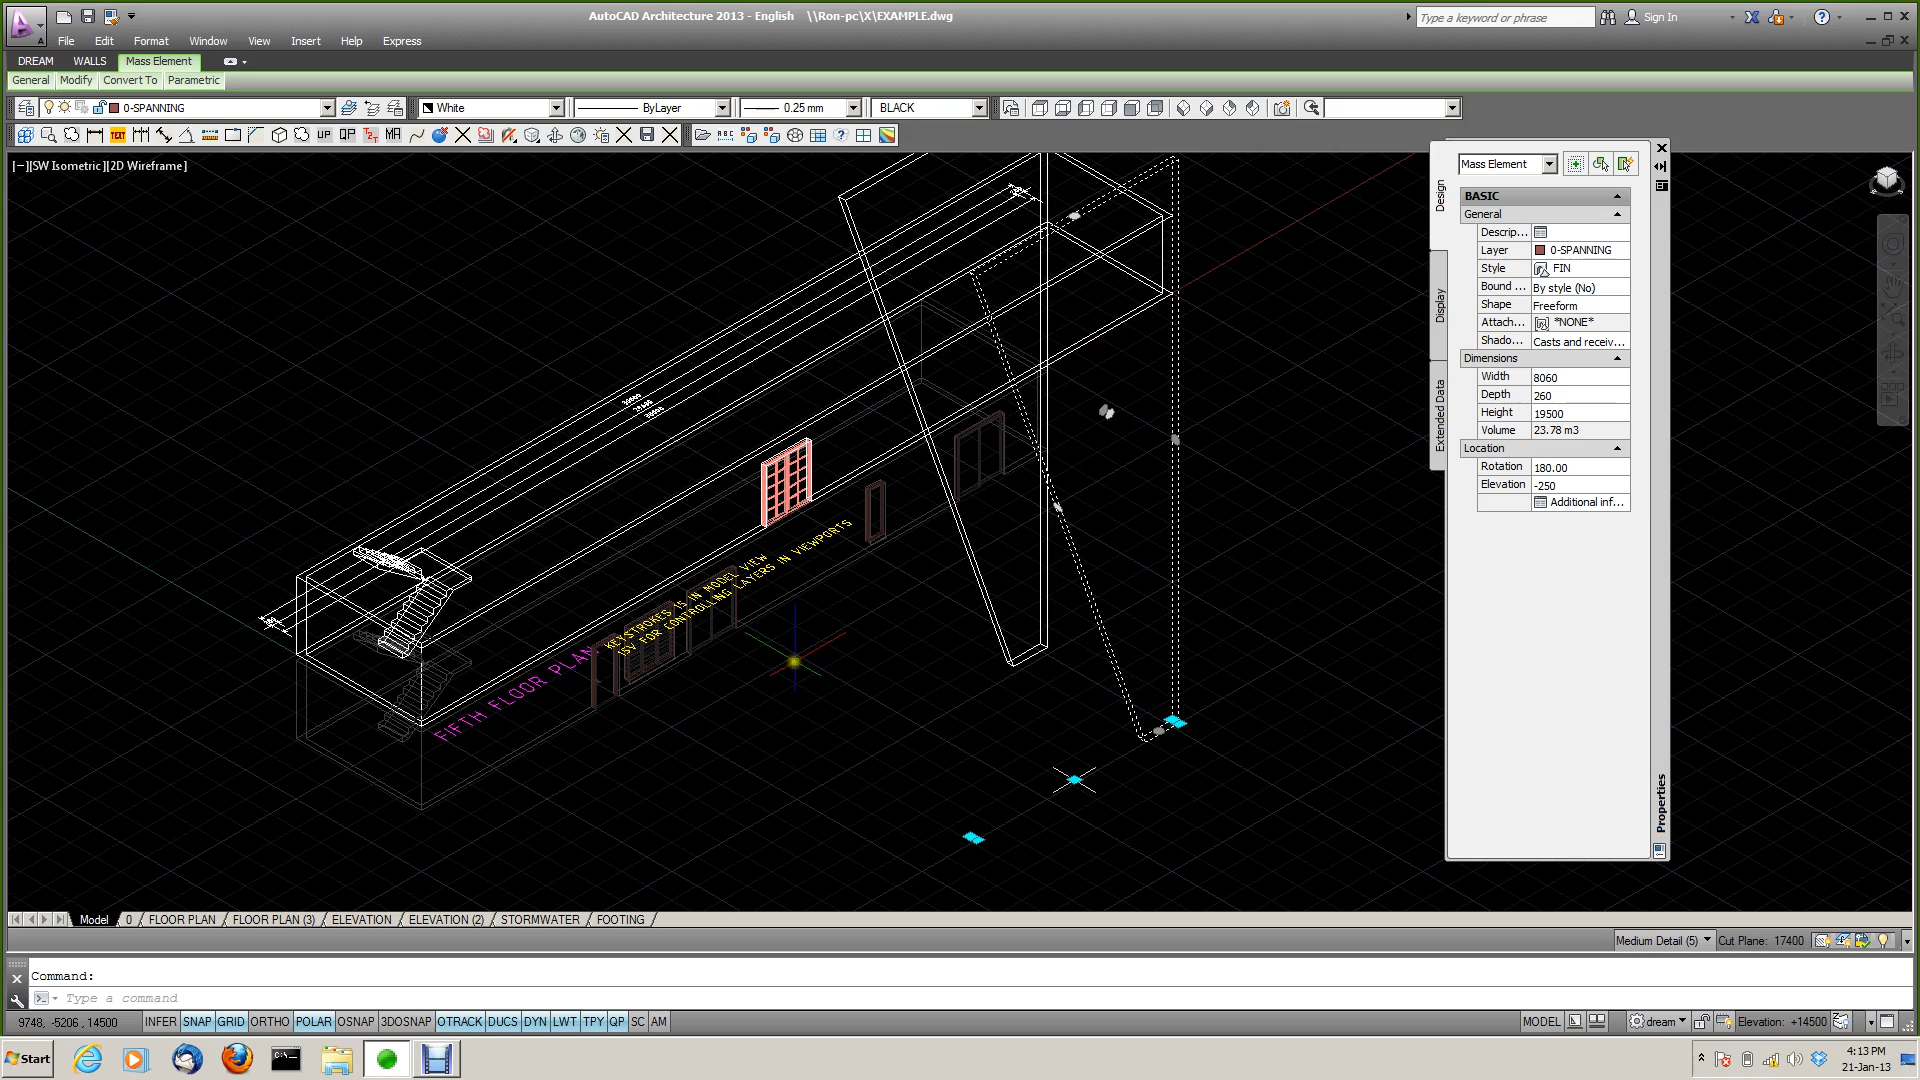 AutoCAD Architecture 2013 - English \\Ron-pc\X\EXAMPLE.dwg
Type a keyword or phrase
Sign In
File Edit Format Window View Insert Help Express
DREAM WALLS Mass Element
General Modify Convert To Parametric
0-SPANNING
White
ByLayer
0.25 mm
BLACK
TEXT
UP QP
MA
ABC
[−][SW Isometric][2D Wireframe]
KEYSTROKES 15 IN MODEL VIEW
15V FOR CONTROLLING LAYERS IN VIEWPORTS
FIFTH FLOOR PLAN
Design
Display
Extended Data
Properties
Mass Element
BASIC
General
Descrip...
Layer 0-SPANNING
Style FIN
Bound ... By style (No)
Shape Freeform
Attach... *NONE*
Shado... Casts and receiv...
Dimensions
Width 8060
Depth 260
Height 19500
Volume 23.78 m3
Location
Rotation 180.00
Elevation -250
Additional inf...
Model 0 FLOOR PLAN FLOOR PLAN (3) ELEVATION ELEVATION (2) STORMWATER FOOTING
Medium Detail (5) Cut Plane: 17400
Command:
Type a command
9748, -5206 , 14500 INFER SNAP GRID ORTHO POLAR OSNAP 3DOSNAP OTRACK DUCS DYN LWT TPY QP SC AM MODEL dream Elevation: +14500
Start
4:13 PM
21-Jan-13